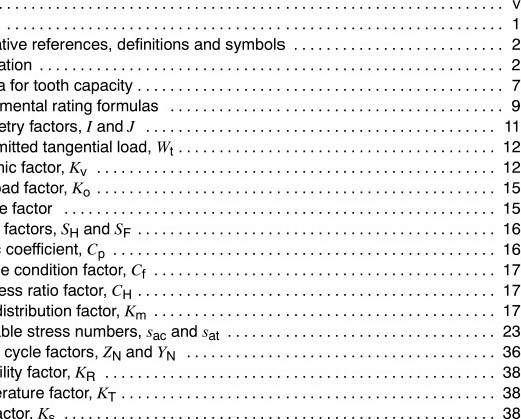 . . . . . . . . . . . . . . . . . . . . . . . . . . . . . . . . . . . . . . . . v
. . . . . . . . . . . . . . . . . . . . . . . . . . . . . . . . . . . . . . . . 1
ative references, definitions and symbols . . . . . . . . . . . . . . . . . . . . 2
ation . . . . . . . . . . . . . . . . . . . . . . . . . . . . . . . . . . . . . . . . 2
a for tooth capacity . . . . . . . . . . . . . . . . . . . . . . . . . . . . . . . . 7
mental rating formulas . . . . . . . . . . . . . . . . . . . . . . . . . . . . . . 9
etry factors, I and J . . . . . . . . . . . . . . . . . . . . . . . . . . . . . . . 11
mitted tangential load, Wt . . . . . . . . . . . . . . . . . . . . . . . . . . . . 12
mic factor, Kv . . . . . . . . . . . . . . . . . . . . . . . . . . . . . . . . . . . 12
oad factor, Ko . . . . . . . . . . . . . . . . . . . . . . . . . . . . . . . . . . . 15
e factor . . . . . . . . . . . . . . . . . . . . . . . . . . . . . . . . . . . . . . . 15
factors, SH and SF . . . . . . . . . . . . . . . . . . . . . . . . . . . . . . . . 16
c coefficient, Cp . . . . . . . . . . . . . . . . . . . . . . . . . . . . . . . . . . 16
e condition factor, Cf . . . . . . . . . . . . . . . . . . . . . . . . . . . . . . . 17
ess ratio factor, CH . . . . . . . . . . . . . . . . . . . . . . . . . . . . . . . . 17
distribution factor, Km . . . . . . . . . . . . . . . . . . . . . . . . . . . . . . 17
able stress numbers, sac and sat . . . . . . . . . . . . . . . . . . . . . . . . 23
cycle factors, ZN and YN . . . . . . . . . . . . . . . . . . . . . . . . . . . . . 36
ility factor, KR . . . . . . . . . . . . . . . . . . . . . . . . . . . . . . . . . . . 38
erature factor, KT . . . . . . . . . . . . . . . . . . . . . . . . . . . . . . . . . 38
actor, Ks . . . . . . . . . . . . . . . . . . . . . . . . . . . . . . . . . . . . . . 38